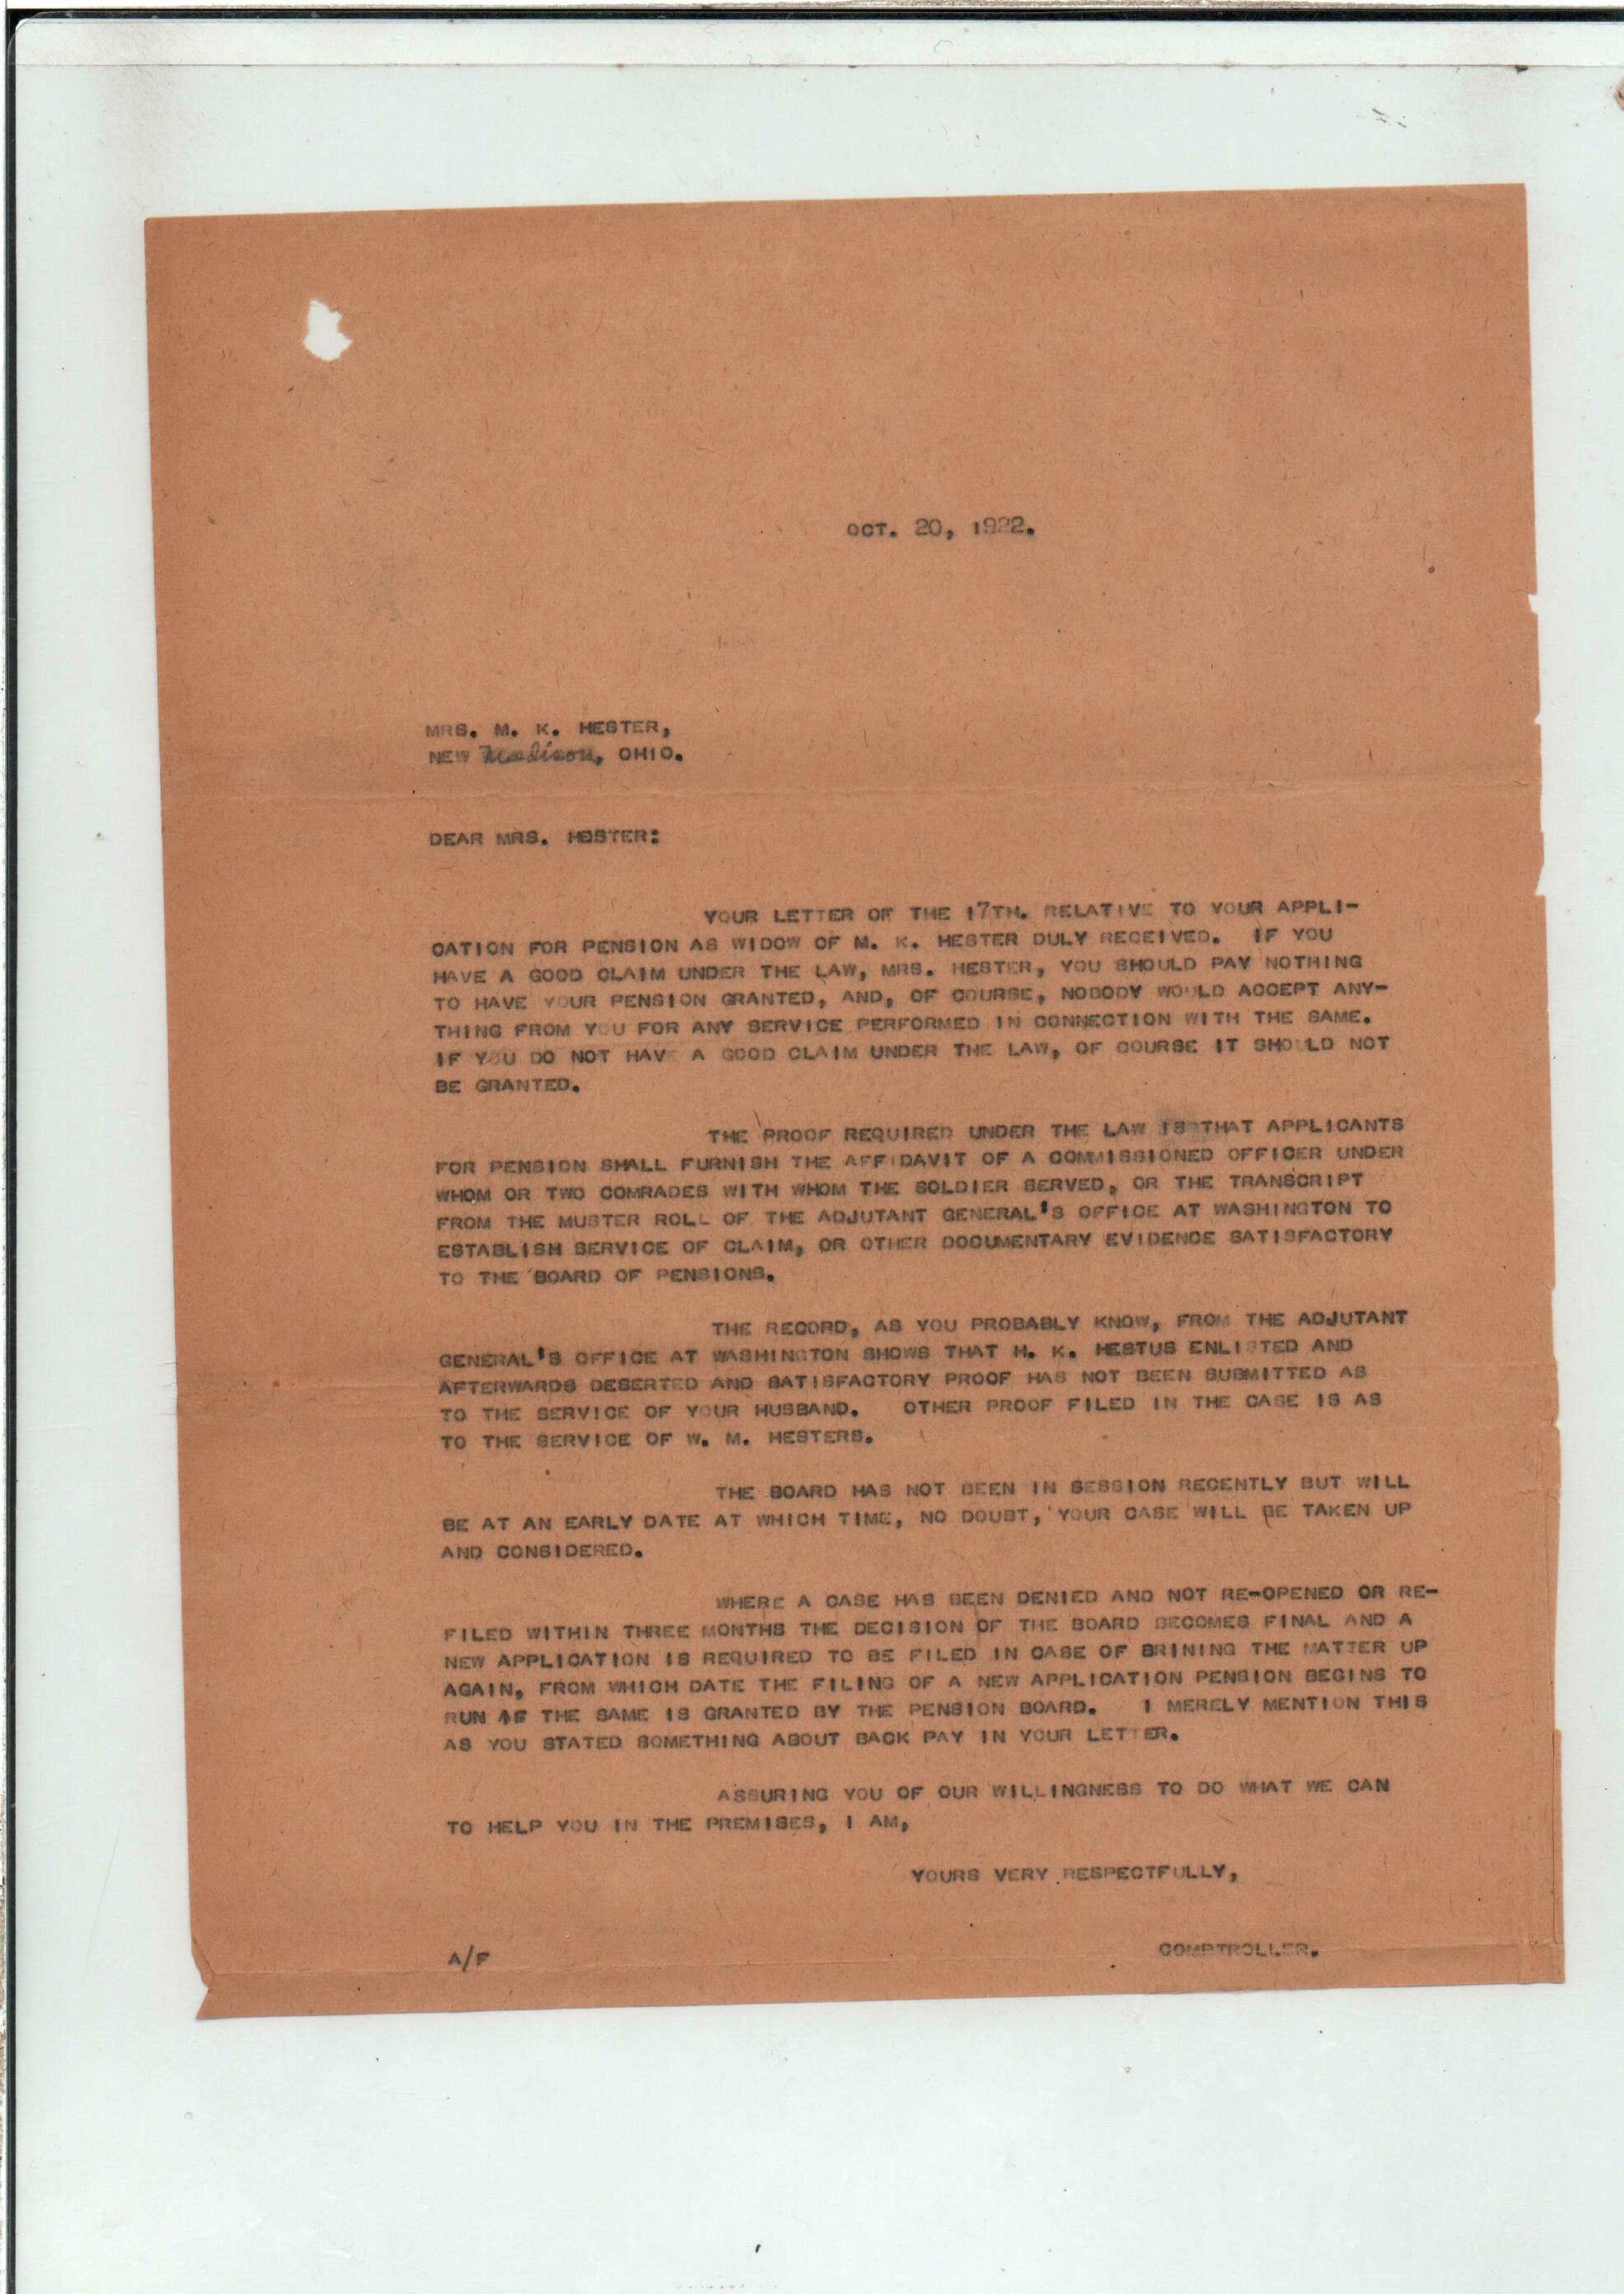 OCT. 20, 1922.
MRS. M. K. HESTER,
NEW Madison, OHIO.
DEAR MRS. HESTER:
YOUR LETTER OF THE 17TH. RELATIVE TO YOUR APPLI-
CATION FOR PENSION AS WIDOW OF M. K. HESTER DULY RECEIVED. IF YOU
HAVE A GOOD CLAIM UNDER THE LAW, MRS. HESTER, YOU SHOULD PAY NOTHING
TO HAVE YOUR PENSION GRANTED, AND, OF COURSE, NOBODY WOULD ACCEPT ANY-
THING FROM YOU FOR ANY SERVICE PERFORMED IN CONNECTION WITH THE SAME.
IF YOU DO NOT HAVE A GOOD CLAIM UNDER THE LAW, OF COURSE IT SHOULD NOT
BE GRANTED.
THE PROOF REQUIRED UNDER THE LAW IS THAT APPLICANTS
FOR PENSION SHALL FURNISH THE AFFIDAVIT OF A COMMISSIONED OFFICER UNDER
WHOM OR TWO COMRADES WITH WHOM THE SOLDIER SERVED, OR THE TRANSCRIPT
FROM THE MUSTER ROLL OF THE ADJUTANT GENERAL'S OFFICE AT WASHINGTON TO
ESTABLISH SERVICE OF CLAIM, OR OTHER DOCUMENTARY EVIDENCE SATISFACTORY
TO THE BOARD OF PENSIONS.
THE RECORD, AS YOU PROBABLY KNOW, FROM THE ADJUTANT
GENERAL'S OFFICE AT WASHINGTON SHOWS THAT H. K. HESTUS ENLISTED AND
AFTERWARDS DESERTED AND SATISFACTORY PROOF HAS NOT BEEN SUBMITTED AS
TO THE SERVICE OF YOUR HUSBAND. OTHER PROOF FILED IN THE CASE IS AS
TO THE SERVICE OF W. M. HESTERS.
THE BOARD HAS NOT BEEN IN SESSION RECENTLY BUT WILL
BE AT AN EARLY DATE AT WHICH TIME, NO DOUBT, YOUR CASE WILL BE TAKEN UP
AND CONSIDERED.
WHERE A CASE HAS BEEN DENIED AND NOT RE-OPENED OR RE-
FILED WITHIN THREE MONTHS THE DECISION OF THE BOARD BECOMES FINAL AND A
NEW APPLICATION IS REQUIRED TO BE FILED IN CASE OF BRINING THE MATTER UP
AGAIN, FROM WHICH DATE THE FILING OF A NEW APPLICATION PENSION BEGINS TO
RUN IF THE SAME IS GRANTED BY THE PENSION BOARD. I MERELY MENTION THIS
AS YOU STATED SOMETHING ABOUT BACK PAY IN YOUR LETTER.
ASSURING YOU OF OUR WILLINGNESS TO DO WHAT WE CAN
TO HELP YOU IN THE PREMISES, I AM,
YOURS VERY RESPECTFULLY,
A/F
COMPTROLLER.